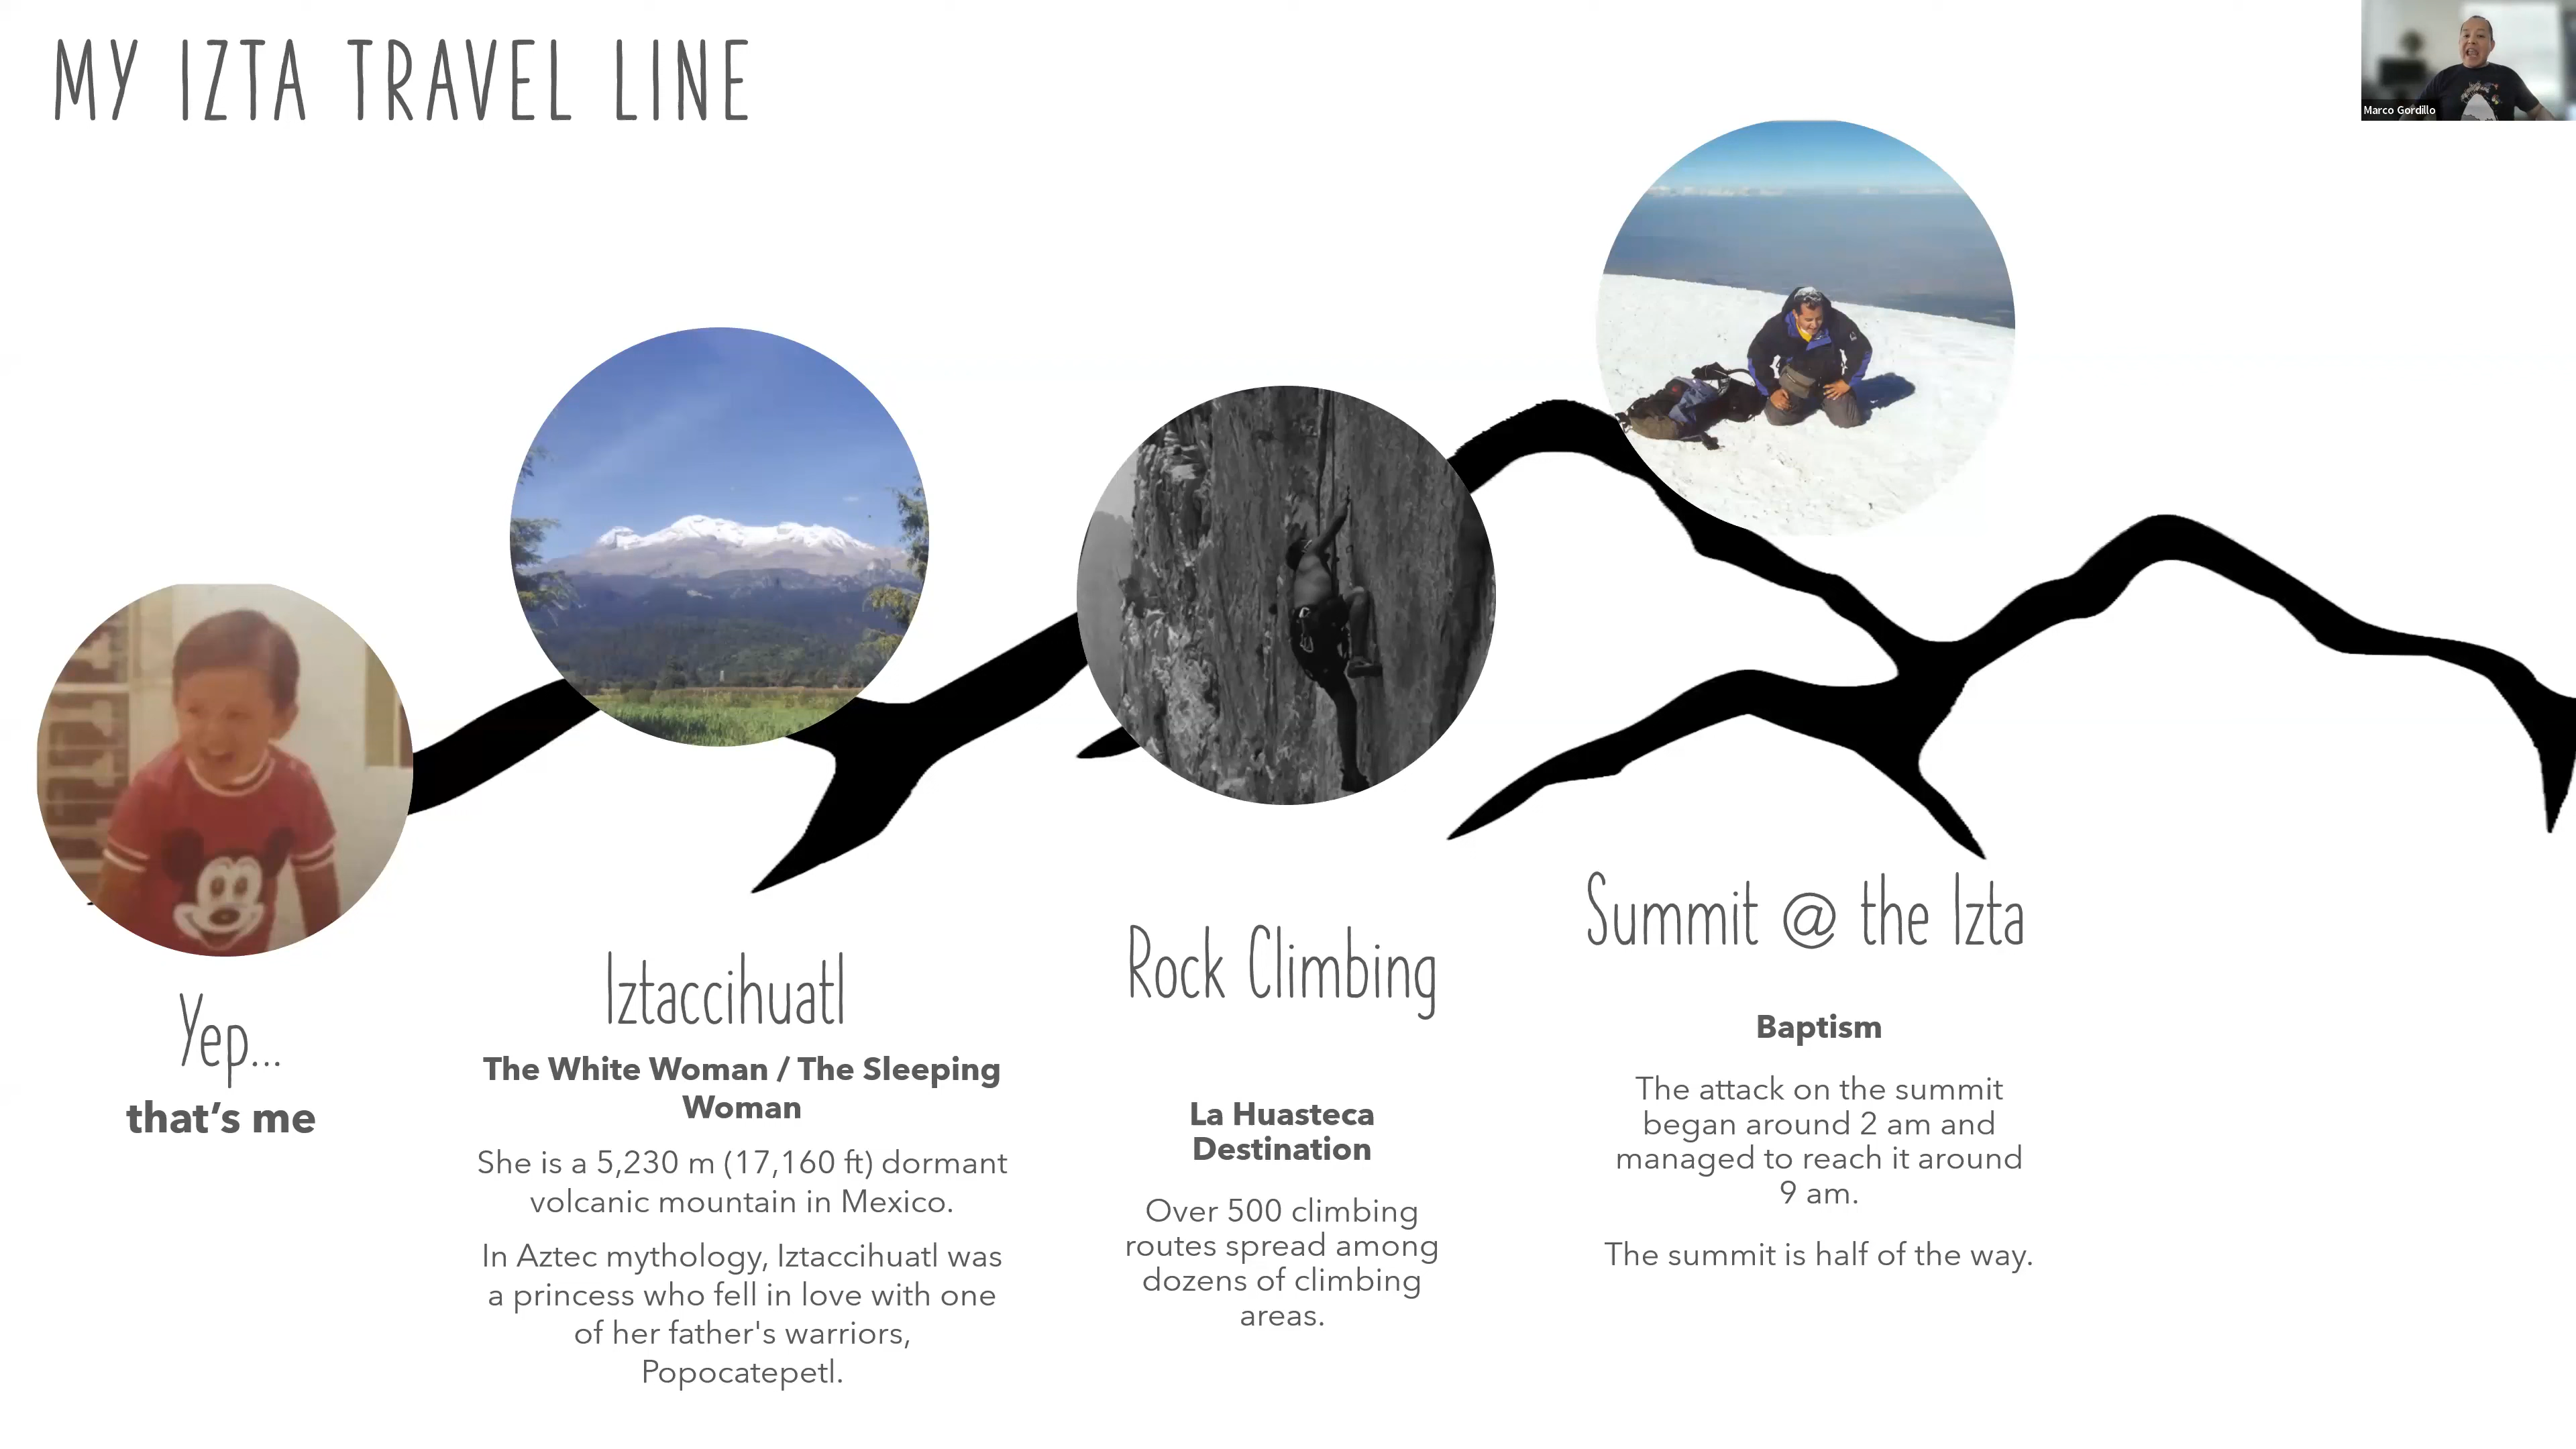 MY IZTA TRAVEL LINE
Marco Gordillo
Yep...
that's me
Iztaccihuatl
The White Woman / The Sleeping
Woman
She is a 5,230 m (17,160 ft) dormant
volcanic mountain in Mexico.
In Aztec mythology, Iztaccihuatl was
a princess who fell in love with one
of her father's warriors,
Popocatepetl.
Rock Climbing
La Huasteca
Destination
Over 500 climbing
routes spread among
dozens of climbing
areas.
Summit @ the Izta
Baptism
The attack on the summit
began around 2 am and
managed to reach it around
9 am.
The summit is half of the way.